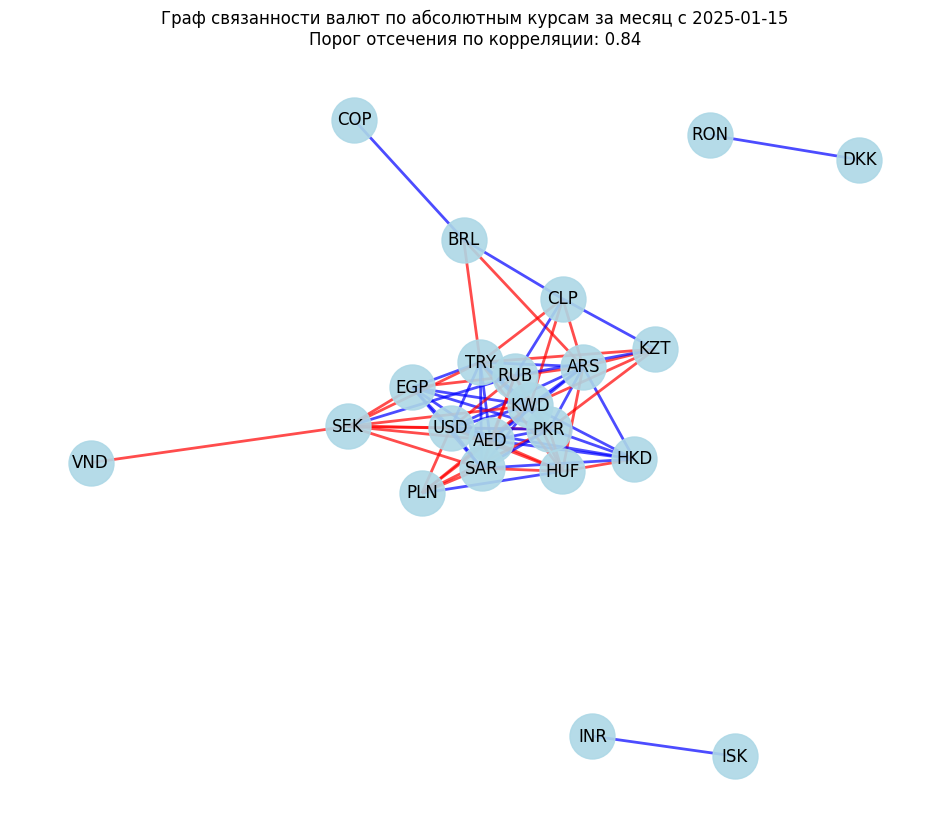 Граф связанности валют по абсолютным курсам за месяц с 2025-01-15
Порог отсечения по корреляции: 0.84
COP
RON
DKK
BRL
CLP
KZT
TRY
ARS
RUB
EGP
KWD
SEK
USD
PKR
AED
HKD
VND
SAR
HUF
PLN
INR
ISK